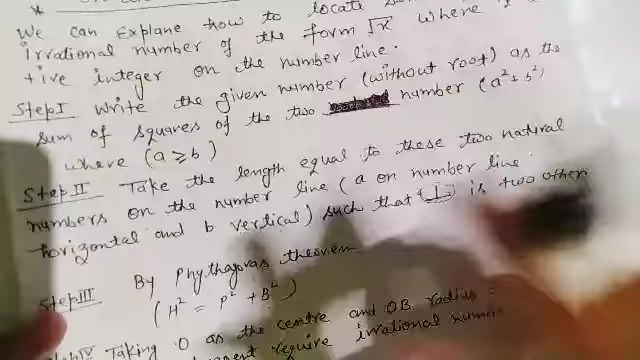 *
We can explane how to locate
irrational number of the form √x where
+ive integer on the number line.
Step I Write the given number (without root) as the
sum of squares of the two number (a² + b²)
where (a ≥ b)
Step II Take the length equal to these two natural
numbers on the number line (a on number line
horizontal and b vertical) such that is two other
Step III By Phythagoras theorem
(H² = P² + B²)
Step IV Taking O as the centre and OB radius =
require irrational